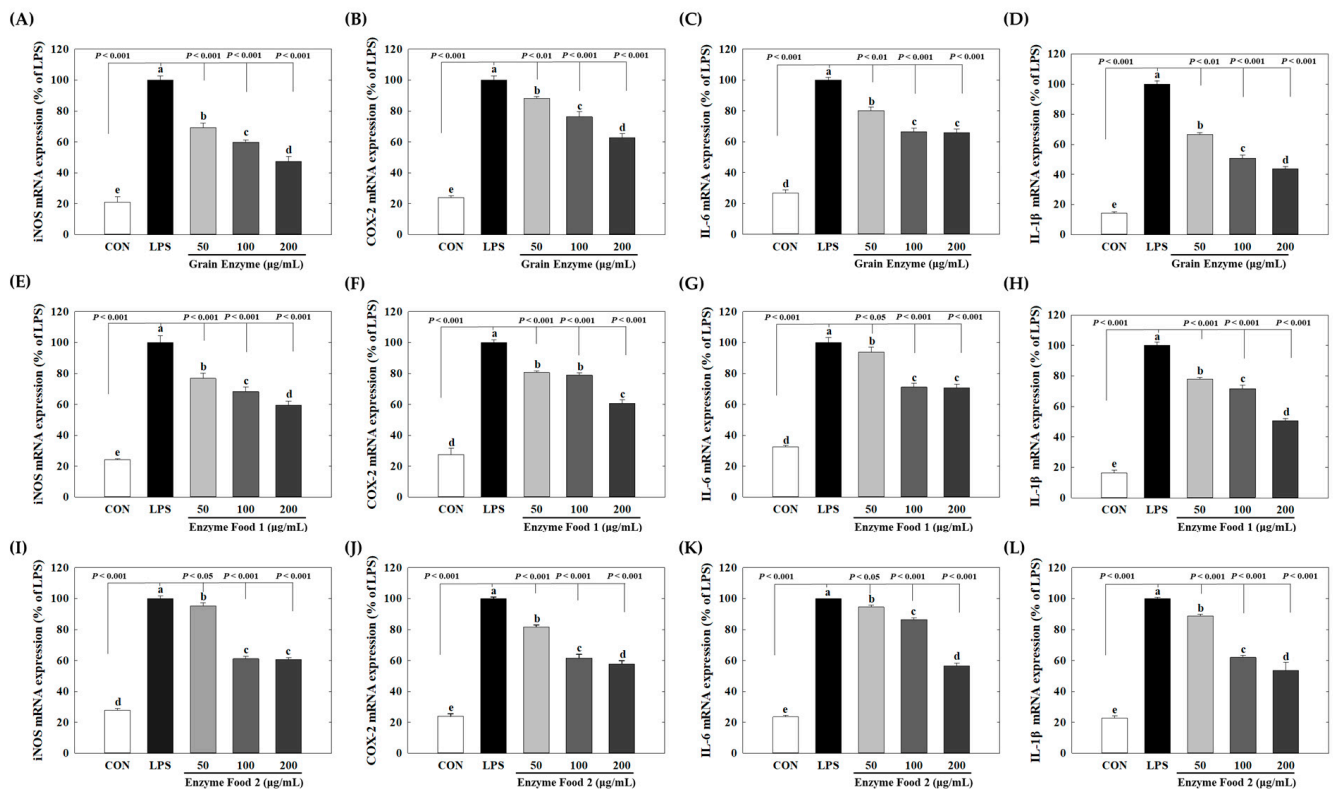 (A)
iNOS mRNA expression (% of LPS)
120
100
80
60
40
20
0
P < 0.001 P < 0.001 P < 0.001 P < 0.001
a
b
c
d
e
CON LPS 50 100 200
Grain Enzyme (µg/mL)
(B)
COX-2 mRNA expression (% of LPS)
120
100
80
60
40
20
0
P < 0.001 P < 0.01 P < 0.001 P < 0.001
a
b
c
d
e
CON LPS 50 100 200
Grain Enzyme (µg/mL)
(C)
IL-6 mRNA expression (% of LPS)
120
100
80
60
40
20
0
P < 0.001 P < 0.01 P < 0.001 P < 0.001
a
b
c
c
d
CON LPS 50 100 200
Grain Enzyme (µg/mL)
(D)
IL-1β mRNA expression (% of LPS)
120
100
80
60
40
20
0
P < 0.001 P < 0.01 P < 0.001 P < 0.001
a
b
c
d
e
CON LPS 50 100 200
Grain Enzyme (µg/mL)
(E)
iNOS mRNA expression (% of LPS)
120
100
80
60
40
20
0
P < 0.001 P < 0.001 P < 0.001 P < 0.001
a
b
c
d
e
CON LPS 50 100 200
Enzyme Food 1 (µg/mL)
(F)
COX-2 mRNA expression (% of LPS)
120
100
80
60
40
20
0
P < 0.001 P < 0.001 P < 0.001 P < 0.001
a
b
b
c
d
CON LPS 50 100 200
Enzyme Food 1 (µg/mL)
(G)
IL-6 mRNA expression (% of LPS)
120
100
80
60
40
20
0
P < 0.001 P < 0.05 P < 0.001 P < 0.001
a
b
c
c
d
CON LPS 50 100 200
Enzyme Food 1 (µg/mL)
(H)
IL-1β mRNA expression (% of LPS)
120
100
80
60
40
20
0
P < 0.001 P < 0.001 P < 0.001 P < 0.001
a
b
c
d
e
CON LPS 50 100 200
Enzyme Food 1 (µg/mL)
(I)
iNOS mRNA expression (% of LPS)
120
100
80
60
40
20
0
P < 0.001 P < 0.05 P < 0.001 P < 0.001
a
b
c
c
d
CON LPS 50 100 200
Enzyme Food 2 (µg/mL)
(J)
COX-2 mRNA expression (% of LPS)
120
100
80
60
40
20
0
P < 0.001 P < 0.001 P < 0.001 P < 0.001
a
b
c
d
e
CON LPS 50 100 200
Enzyme Food 2 (µg/mL)
(K)
IL-6 mRNA expression (% of LPS)
120
100
80
60
40
20
0
P < 0.001 P < 0.05 P < 0.001 P < 0.001
a
b
c
d
e
CON LPS 50 100 200
Enzyme Food 2 (µg/mL)
(L)
IL-1β mRNA expression (% of LPS)
120
100
80
60
40
20
0
P < 0.001 P < 0.001 P < 0.001 P < 0.001
a
b
c
d
e
CON LPS 50 100 200
Enzyme Food 2 (µg/mL)